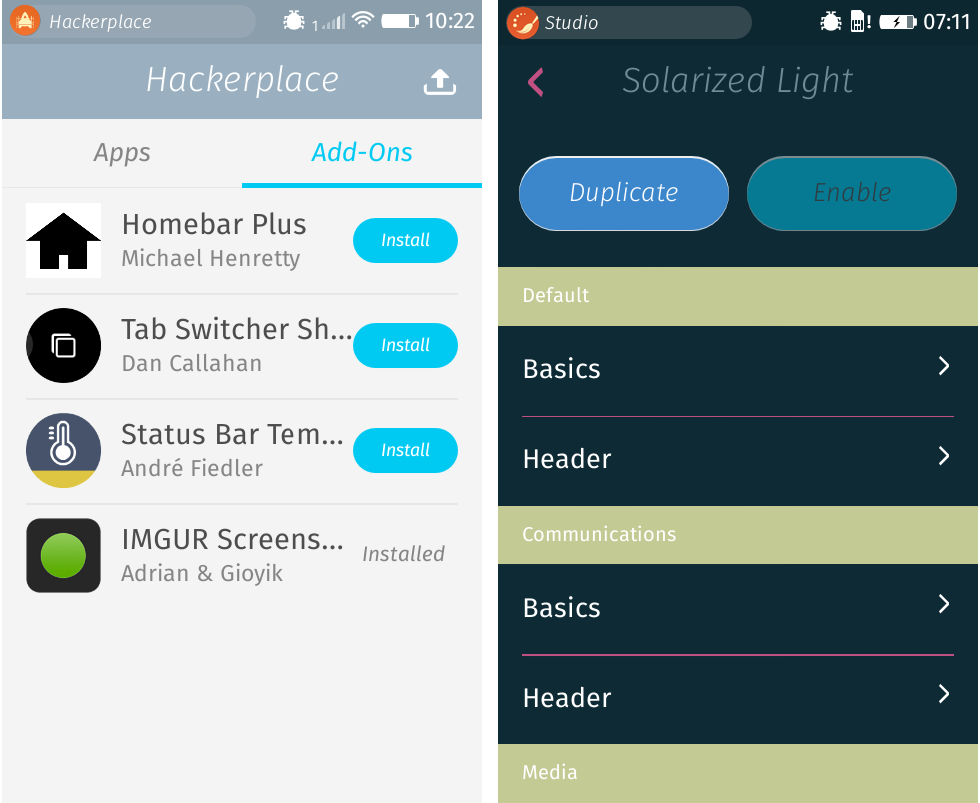 Hackerplace
1
10:22
Hackerplace
Apps
Add-Ons
Homebar Plus
Michael Henretty
Install
Tab Switcher Sh...
Dan Callahan
Install
Status Bar Tem...
André Fiedler
Install
IMGUR Screens...
Adrian & Gioyik
Installed
Studio
!
07:11
Solarized Light
Duplicate
Enable
Default
Basics
Header
Communications
Basics
Header
Media